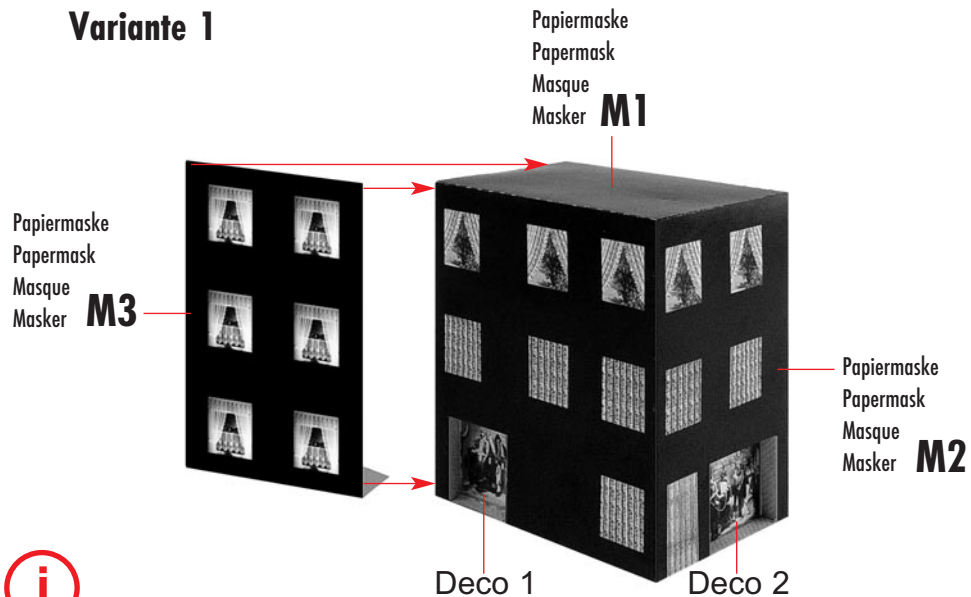 Variante 1
Papiermaske
Papermask
Masque
Masker M1
Papiermaske
Papermask
Masque
Masker M3
Papiermaske
Papermask
Masque
Masker M2
Deco 1
Deco 2
i